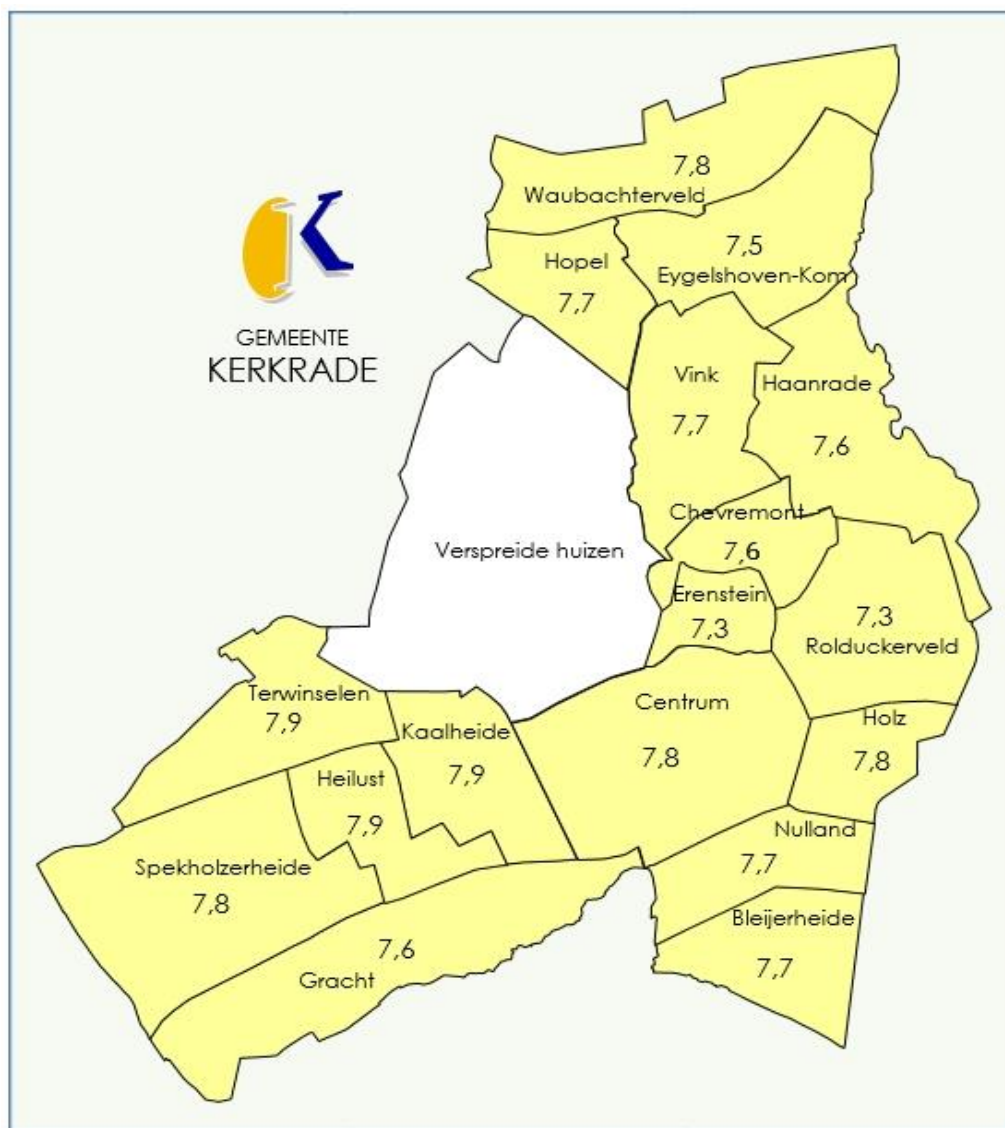 7,8
Waubachterveld
7,5
Eygelshoven-Kom
Hopel
7,7
GEMEENTE
KERKRADE
Vink
7,7
Haanrade
7,6
Chevremont
7,6
Verspreide huizen
Erenstein
7,3
7,3
Rolduckerveld
Terwinselen
7,9
Kaalheide
7,9
Centrum
7,8
Holz
7,8
Heilust
7,9
Nulland
7,7
Spekholzerheide
7,8
Bleijerheide
7,7
7,6
Gracht